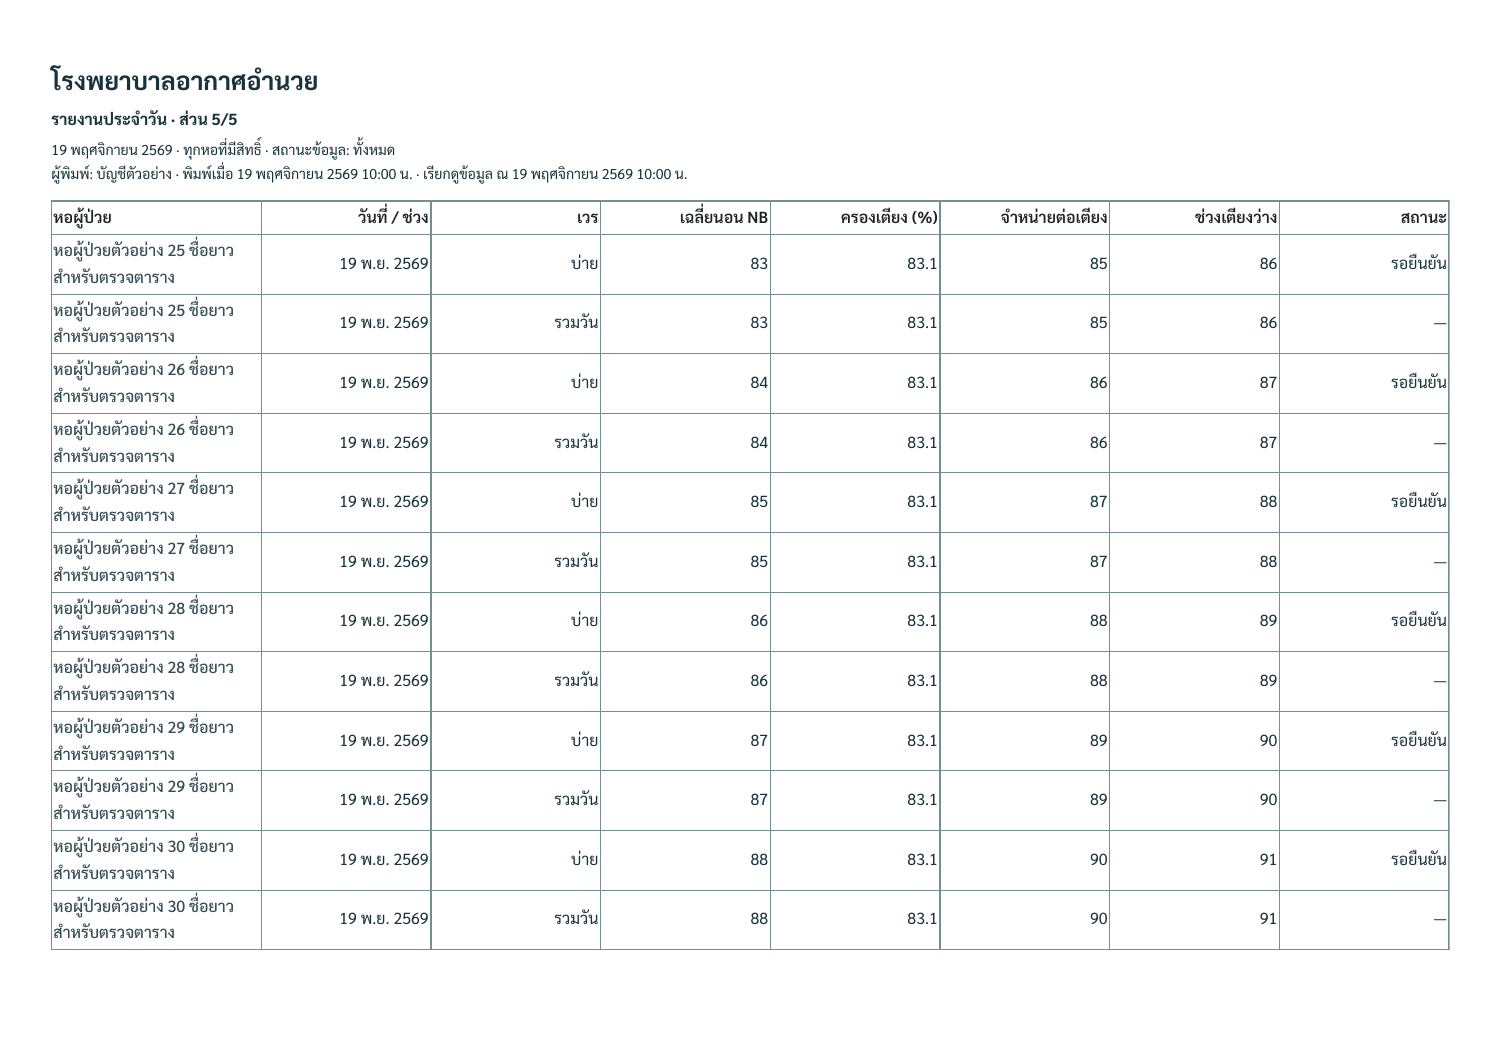 โรงพยาบาลอากาศอำนวย
รายงานประจำวัน · ส่วน 5/5
19 พฤศจิกายน 2569 · ทุกหอที่มีสิทธิ์ · สถานะข้อมูล: ทั้งหมด
ผู้พิมพ์: บัญชีตัวอย่าง · พิมพ์เมื่อ 19 พฤศจิกายน 2569 10:00 น. · เรียกดูข้อมูล ณ 19 พฤศจิกายน 2569 10:00 น.
หอผู้ป่วย วันที่ / ช่วง เวร เฉลี่ยนอน NB ครองเตียง (%) จำหน่ายต่อเตียง ช่วงเตียงว่าง สถานะ
หอผู้ป่วยตัวอย่าง 25 ชื่อยาว
สำหรับตรวจตาราง
19 พ.ย. 2569 บ่าย 83 83.1 85 86 รอยืนยัน
หอผู้ป่วยตัวอย่าง 25 ชื่อยาว
สำหรับตรวจตาราง
19 พ.ย. 2569 รวมวัน 83 83.1 85 86 —
หอผู้ป่วยตัวอย่าง 26 ชื่อยาว
สำหรับตรวจตาราง
19 พ.ย. 2569 บ่าย 84 83.1 86 87 รอยืนยัน
หอผู้ป่วยตัวอย่าง 26 ชื่อยาว
สำหรับตรวจตาราง
19 พ.ย. 2569 รวมวัน 84 83.1 86 87 —
หอผู้ป่วยตัวอย่าง 27 ชื่อยาว
สำหรับตรวจตาราง
19 พ.ย. 2569 บ่าย 85 83.1 87 88 รอยืนยัน
หอผู้ป่วยตัวอย่าง 27 ชื่อยาว
สำหรับตรวจตาราง
19 พ.ย. 2569 รวมวัน 85 83.1 87 88 —
หอผู้ป่วยตัวอย่าง 28 ชื่อยาว
สำหรับตรวจตาราง
19 พ.ย. 2569 บ่าย 86 83.1 88 89 รอยืนยัน
หอผู้ป่วยตัวอย่าง 28 ชื่อยาว
สำหรับตรวจตาราง
19 พ.ย. 2569 รวมวัน 86 83.1 88 89 —
หอผู้ป่วยตัวอย่าง 29 ชื่อยาว
สำหรับตรวจตาราง
19 พ.ย. 2569 บ่าย 87 83.1 89 90 รอยืนยัน
หอผู้ป่วยตัวอย่าง 29 ชื่อยาว
สำหรับตรวจตาราง
19 พ.ย. 2569 รวมวัน 87 83.1 89 90 —
หอผู้ป่วยตัวอย่าง 30 ชื่อยาว
สำหรับตรวจตาราง
19 พ.ย. 2569 บ่าย 88 83.1 90 91 รอยืนยัน
หอผู้ป่วยตัวอย่าง 30 ชื่อยาว
สำหรับตรวจตาราง
19 พ.ย. 2569 รวมวัน 88 83.1 90 91 —